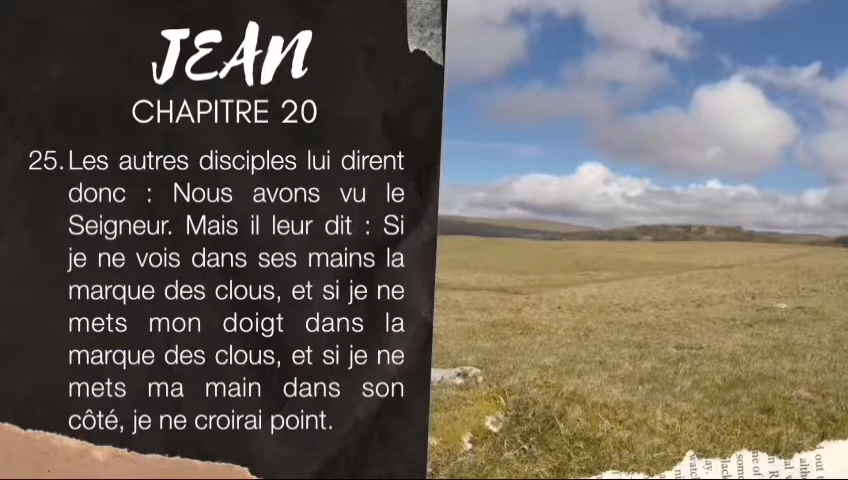 JEAN
CHAPITRE 20
25. Les autres disciples lui dirent
donc : Nous avons vu le
Seigneur. Mais il leur dit : Si
je ne vois dans ses mains la
marque des clous, et si je ne
mets mon doigt dans la
marque des clous, et si je ne
mets ma main dans son
côté, je ne croirai point.